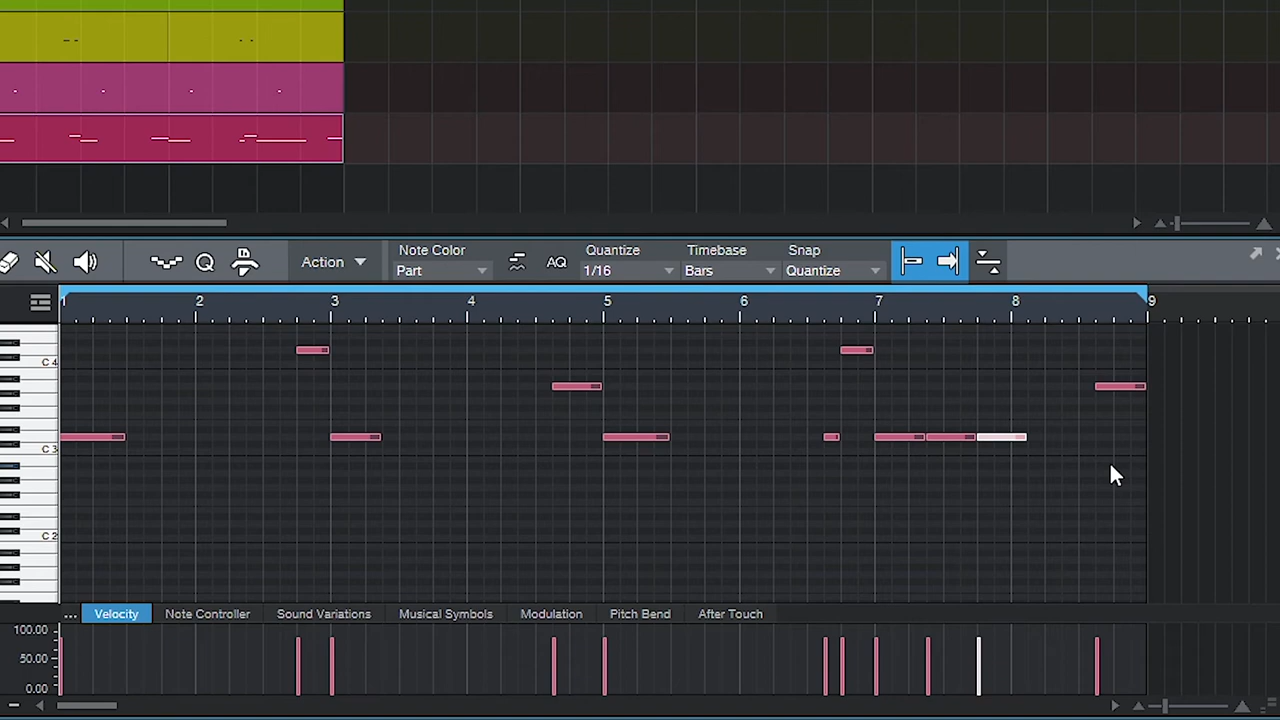 Action
Note Color
Part
AQ
Quantize
1/16
Timebase
Bars
Snap
Quantize
2 3 4 5 6 7 8 9
C 4
C 3
C 2
... Velocity Note Controller Sound Variations Musical Symbols Modulation Pitch Bend After Touch
100.00
50.00
0.00